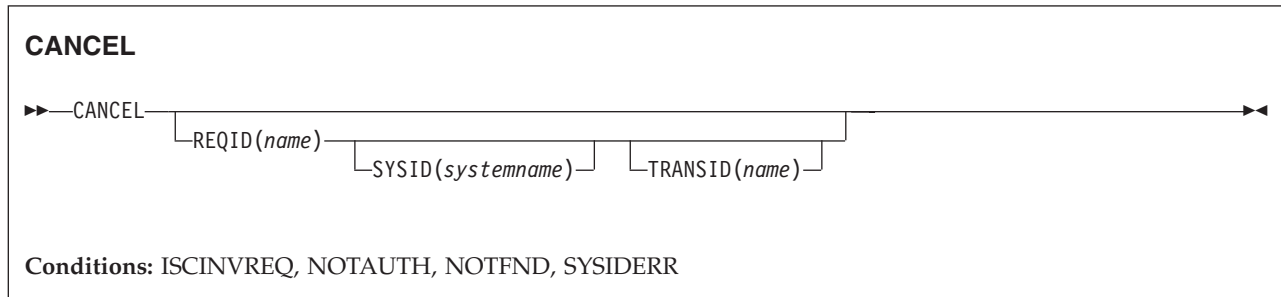 CANCEL
CANCEL
REQID(name)
SYSID(systemname) TRANSID(name)
Conditions: ISCINVREQ, NOTAUTH, NOTFND, SYSIDERR